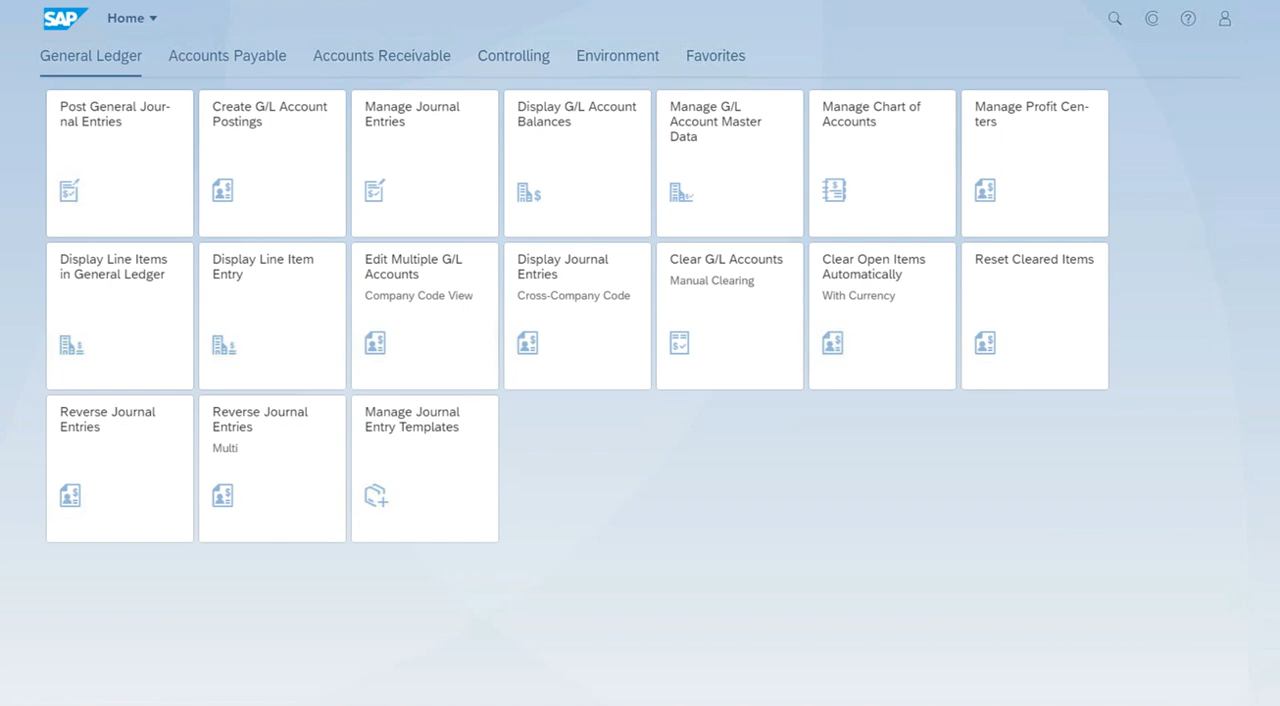 SAP Home
General Ledger Accounts Payable Accounts Receivable Controlling Environment Favorites
Post General Jour-
nal Entries
Create G/L Account
Postings
Manage Journal
Entries
Display G/L Account
Balances
Manage G/L
Account Master
Data
Manage Chart of
Accounts
Manage Profit Cen-
ters
Display Line Items
in General Ledger
Display Line Item
Entry
Edit Multiple G/L
Accounts
Company Code View
Display Journal
Entries
Cross-Company Code
Clear G/L Accounts
Manual Clearing
Clear Open Items
Automatically
With Currency
Reset Cleared Items
Reverse Journal
Entries
Reverse Journal
Entries
Multi
Manage Journal
Entry Templates